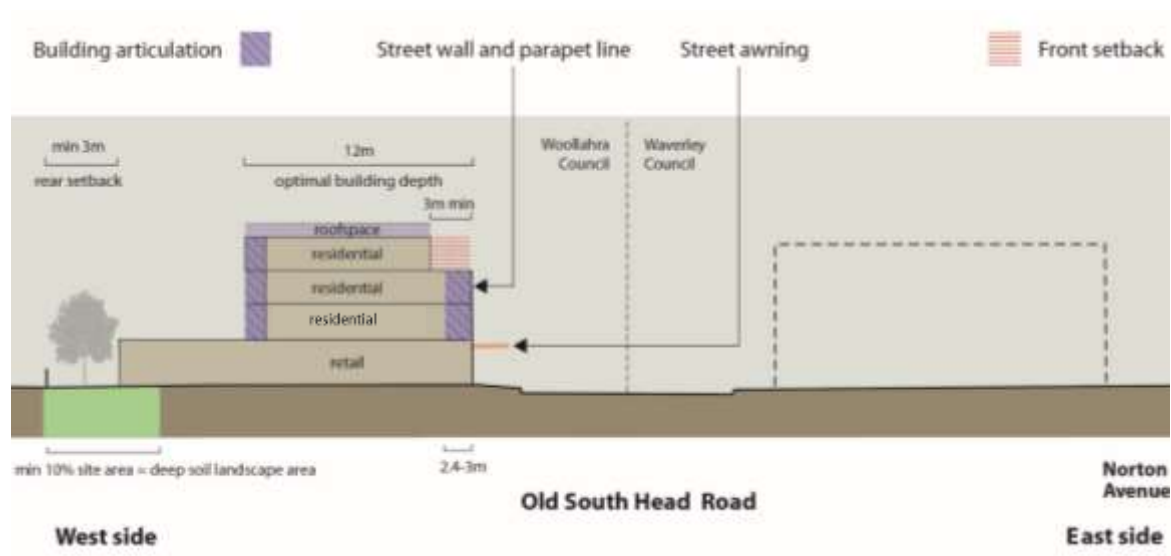 Building articulation
Street wall and parapet line
Street awning
Front setback
min 3m
rear setback
12m
optimal building depth
3m min
Woollahra
Council
Waverley
Council
roofspace
residential
residential
residential
retail
min 10% site area = deep soil landscape area
2.4-3m
Old South Head Road
Norton
Avenue
West side
East side